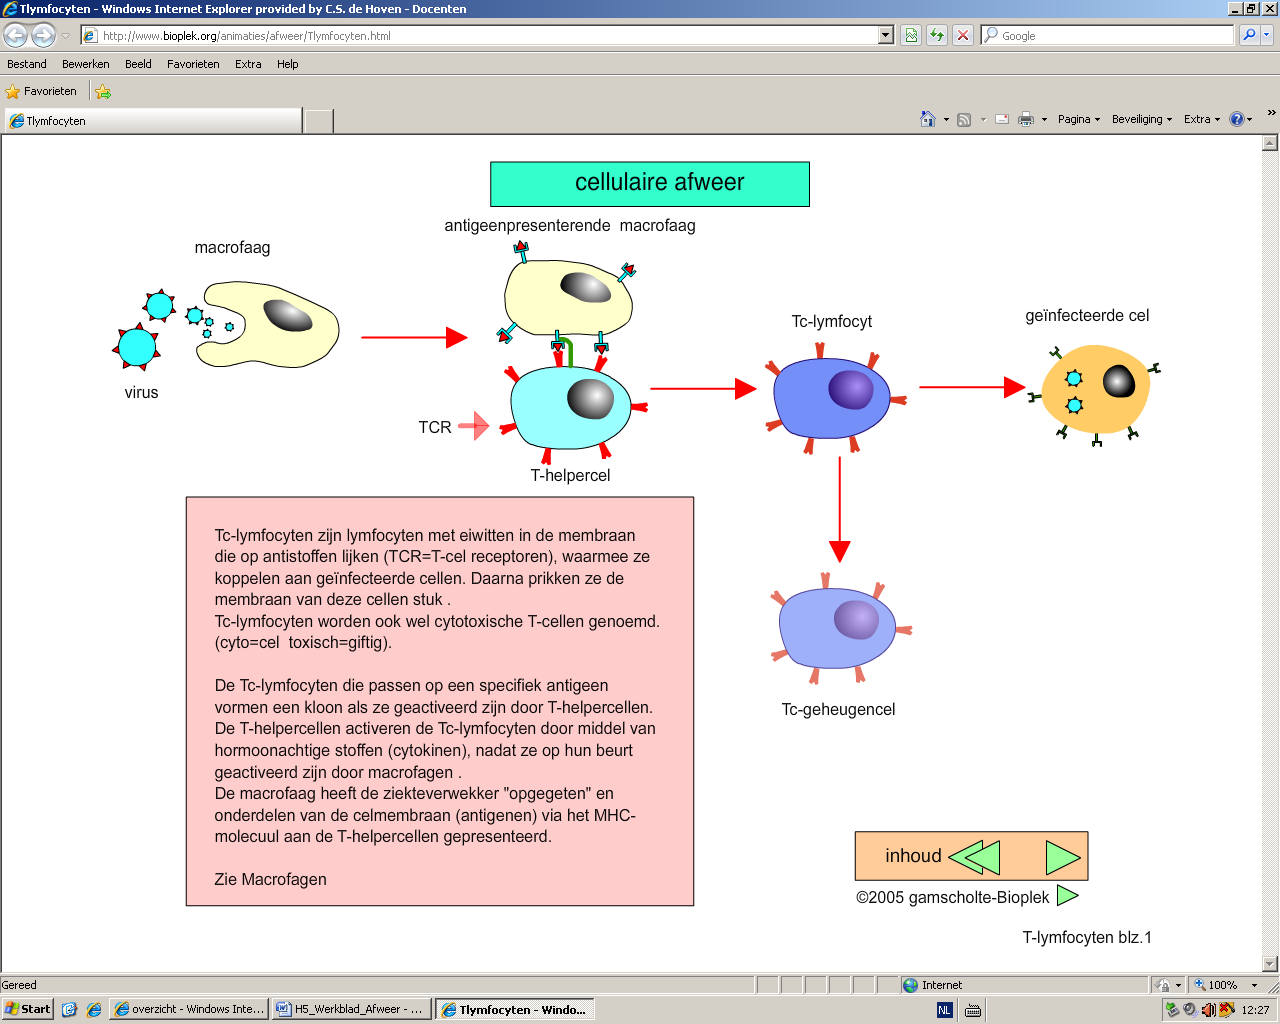 Tlymfocyten - Windows Internet Explorer provided by C.S. de Hoven - Docenten
http://www.bioplek.org/animaties/afweer/Tlymfocyten.html
Google
Bestand Bewerken Beeld Favorieten Extra Help
Favorieten
Tlymfocyten
Pagina Beveiliging Extra
cellulaire afweer
antigeenpresenterende macrofaag
macrofaag
Tc-lymfocyt
geïnfecteerde cel
virus
TCR
T-helpercel
Tc-lymfocyten zijn lymfocyten met eiwitten in de membraan
die op antistoffen lijken (TCR=T-cel receptoren), waarmee ze
koppelen aan geïnfecteerde cellen. Daarna prikken ze de
membraan van deze cellen stuk .
Tc-lymfocyten worden ook wel cytotoxische T-cellen genoemd.
(cyto=cel toxisch=giftig).
De Tc-lymfocyten die passen op een specifiek antigeen
vormen een kloon als ze geactiveerd zijn door T-helpercellen.
De T-helpercellen activeren de Tc-lymfocyten door middel van
hormoonachtige stoffen (cytokinen), nadat ze op hun beurt
geactiveerd zijn door macrofagen .
De macrofaag heeft de ziekteverwekker "opgegeten" en
onderdelen van de celmembraan (antigenen) via het MHC-
molecuul aan de T-helpercellen gepresenteerd.
Zie Macrofagen
Tc-geheugencel
inhoud
©2005 gamscholte-Bioplek
T-lymfocyten blz.1
Gereed
Internet
100%
Start
overzicht - Windows Inte...
H5_Werkblad_Afweer - ...
Tlymfocyten - Windo...
NL
12:27